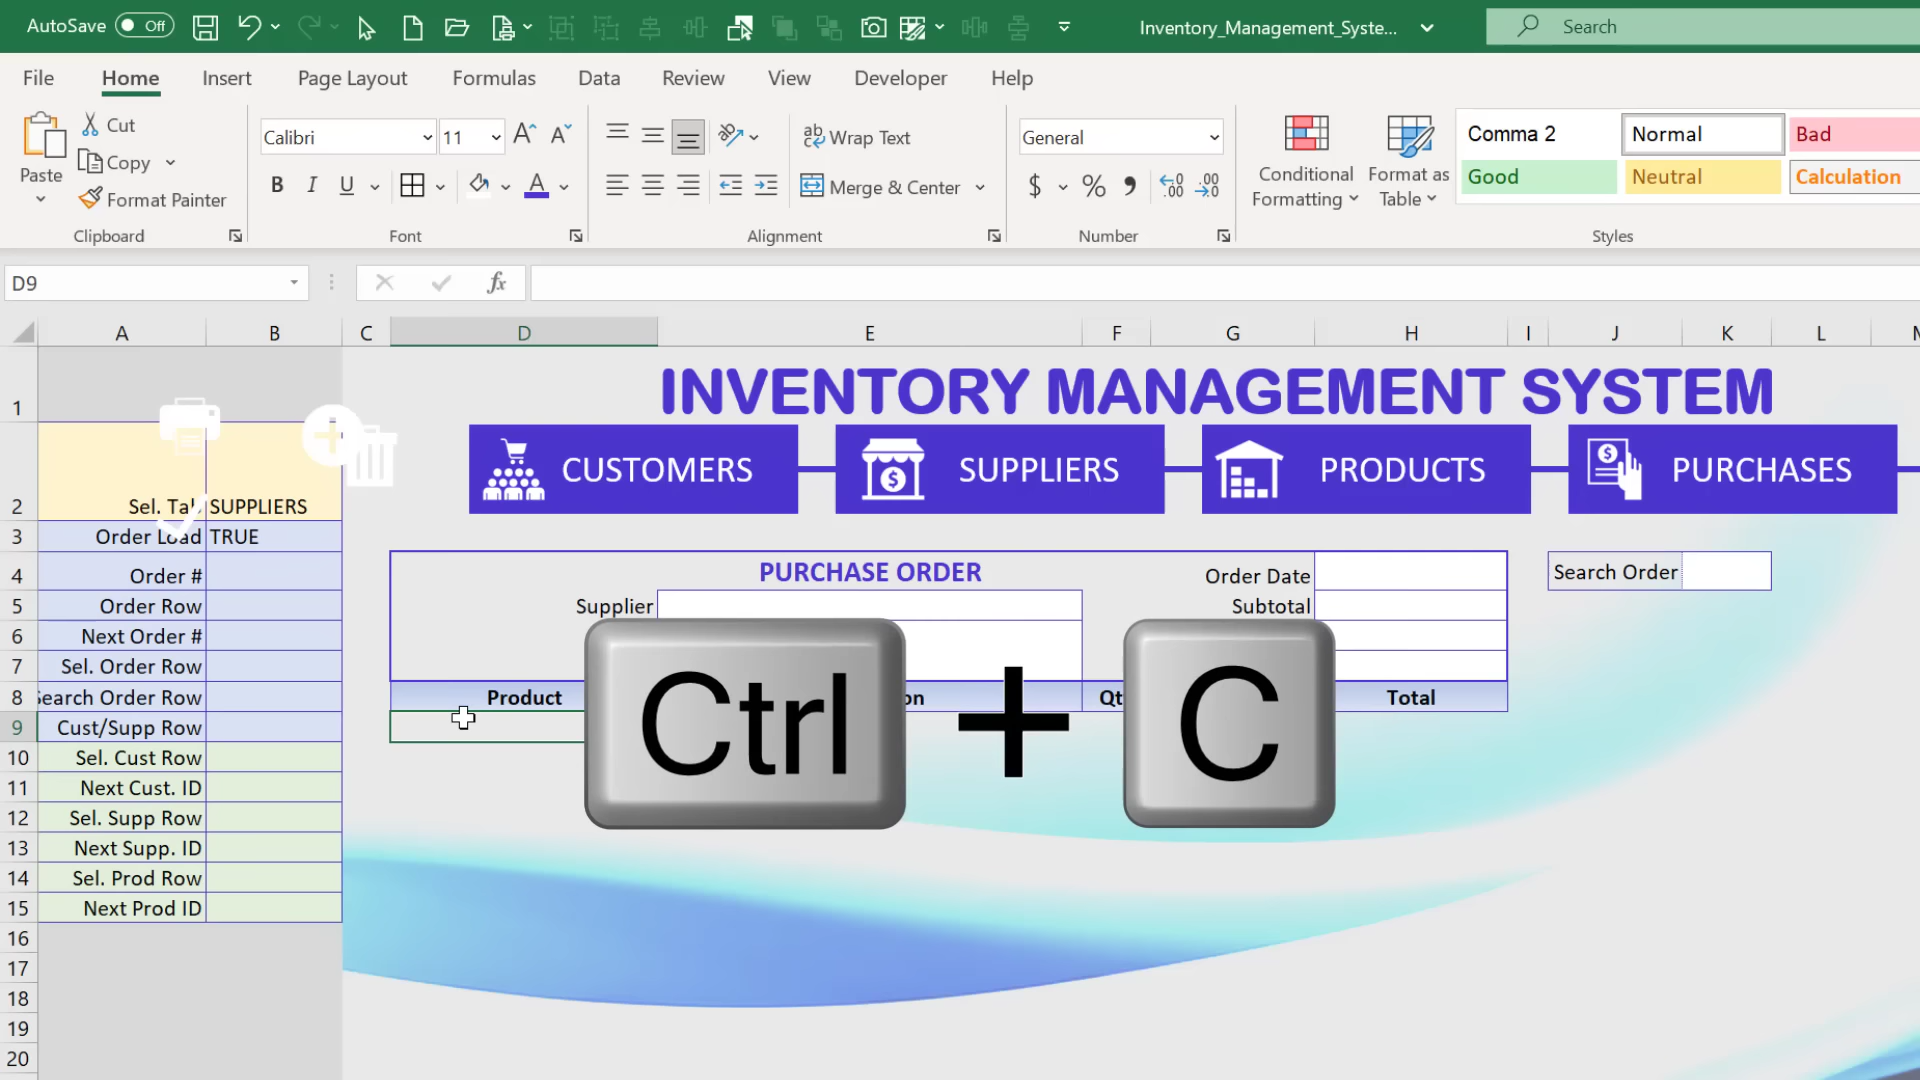 AutoSave Off Inventory_Management_Syste... Search
File Home Insert Page Layout Formulas Data Review View Developer Help
Paste Cut Copy Format Painter
Clipboard
Calibri 11
B I U A
Font
Wrap Text
Merge & Center
Alignment
General
$ %
Number
Conditional Formatting
Format as Table
Comma 2 Normal Bad
Good Neutral Calculation
Styles
D9 fx
A B C D E F G H I J K L
1 INVENTORY MANAGEMENT SYSTEM
CUSTOMERS SUPPLIERS PRODUCTS PURCHASES
2 Sel. Tab SUPPLIERS
3 Order Load TRUE
4 Order # PURCHASE ORDER Order Date Search Order
5 Order Row Supplier Subtotal
6 Next Order #
7 Sel. Order Row
8 Search Order Row Product Total
9 Cust/Supp Row
Ctrl + C
10 Sel. Cust Row
11 Next Cust. ID
12 Sel. Supp Row
13 Next Supp. ID
14 Sel. Prod Row
15 Next Prod ID
16
17
18
19
20